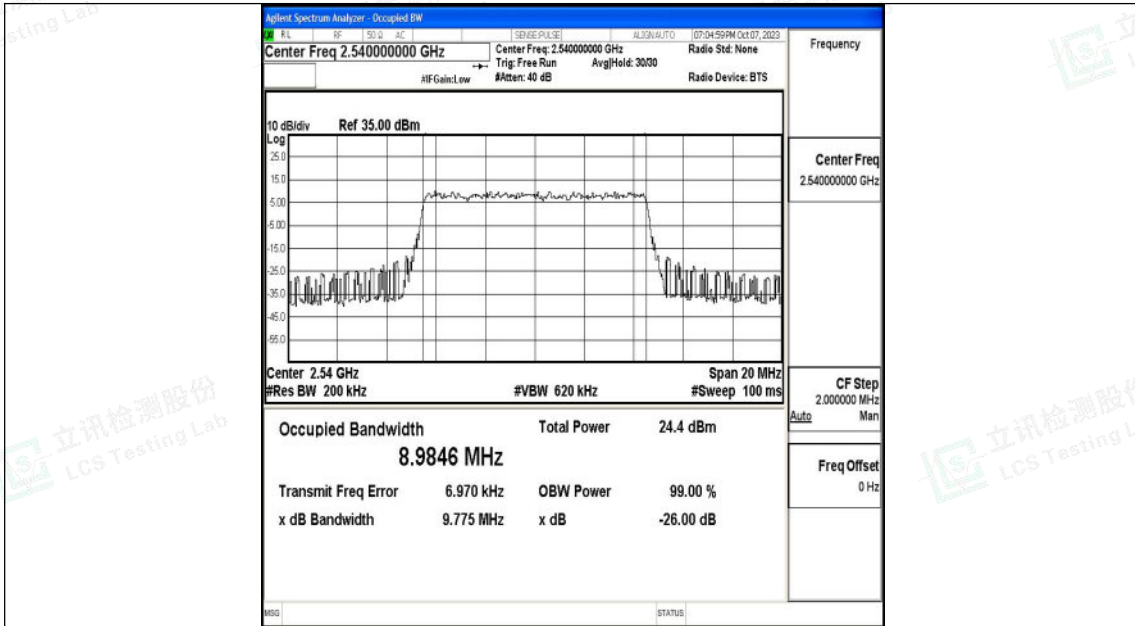 Agilent Spectrum Analyzer - Occupied BW
RL RF 50 Ω AC SENSE:PULSE ALIGNAUTO 07:04:59PM Oct 07, 2023
Center Freq 2.540000000 GHz
Center Freq: 2.540000000 GHz
Radio Std: None
Trig: Free Run Avg|Hold: 30/30
#IFGain:Low
#Atten: 40 dB
Radio Device: BTS
Frequency
10 dB/div Ref 35.00 dBm
Log
25.0
15.0
5.00
-5.00
-15.0
-25.0
-35.0
-45.0
-55.0
Center 2.54 GHz
Span 20 MHz
#Res BW 200 kHz
#VBW 620 kHz
#Sweep 100 ms
Occupied Bandwidth
8.9846 MHz
Total Power 24.4 dBm
Transmit Freq Error 6.970 kHz
OBW Power 99.00 %
x dB Bandwidth 9.775 MHz
x dB -26.00 dB
Center Freq
2.540000000 GHz
CF Step
2.000000 MHz
Auto Man
Freq Offset
0 Hz
MSG
STATUS
立讯检测股份
LCS Testing Lab
立讯检测股份
LCS Testing L
sting Lab